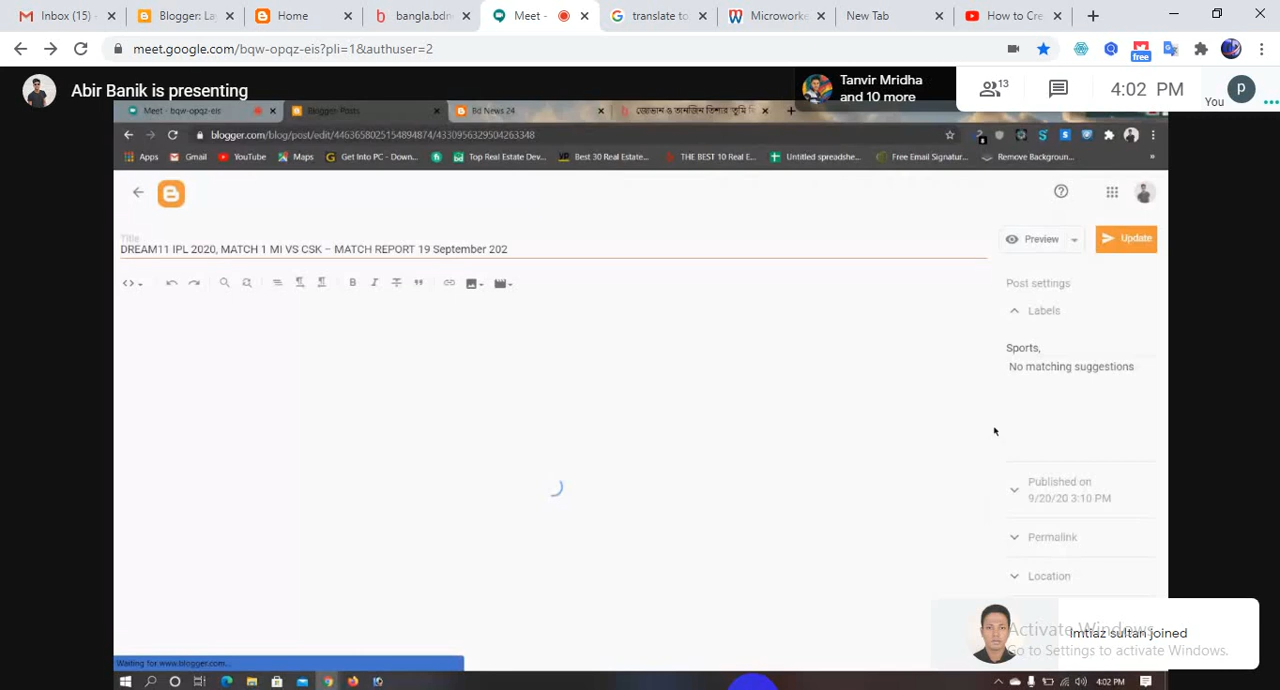 Inbox (15) -
Blogger: La
Home
bangla.bdn
Meet -
translate to
Microworke
New Tab
How to Cre
meet.google.com/bqw-opqz-eis?pli=1&authuser=2
free
Abir Banik is presenting
Tanvir Mridha
and 10 more
13
4:02 PM
You
p
Meet - bqw-opqz-eis
Blogger: Posts
Bd News 24
blogger.com/blog/post/edit/4463658025154894874/4330956329504263348
Apps
Gmail
YouTube
Maps
Get Into PC - Down...
Top Real Estate Dev...
Best 30 Real Estate...
THE BEST 10 Real E...
Untitled spreadshe...
Free Email Signatur...
Remove Backgroun...
Title
DREAM11 IPL 2020, MATCH 1 MI VS CSK – MATCH REPORT 19 September 202
Preview
Update
Post settings
Labels
Sports,
No matching suggestions
Published on
9/20/20 3:10 PM
Permalink
Location
Imtiaz sultan joined
Activate Windows
Go to Settings to activate Windows.
Waiting for www.blogger.com...
4:02 PM